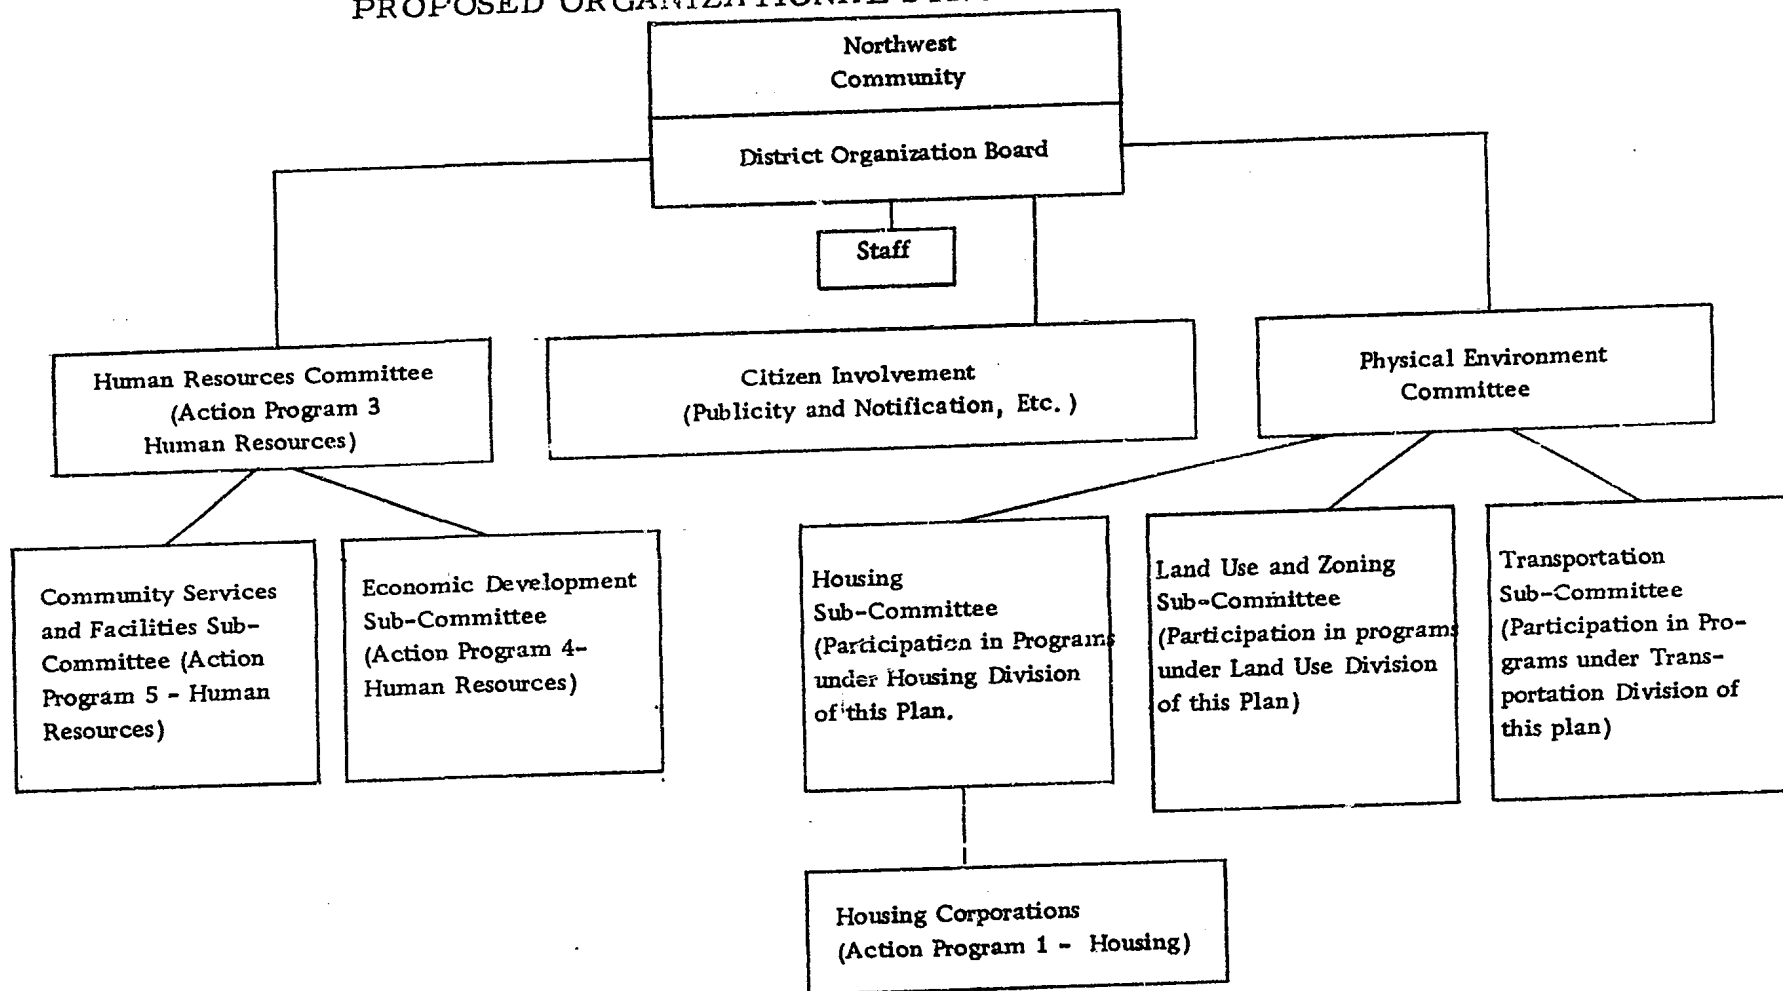 PROPOSED ORGANIZATIONAL
Northwest
Community
District Organization Board
Staff
Human Resources Committee
(Action Program 3
Human Resources)
Citizen Involvement
(Publicity and Notification, Etc. )
Physical Environment
Committee
Community Services
and Facilities Sub-
Committee (Action
Program 5 - Human
Resources)
Economic Development
Sub-Committee
(Action Program 4-
Human Resources)
Housing
Sub-Committee
(Participation in Programs
under Housing Division
of this Plan.
Land Use and Zoning
Sub-Committee
(Participation in programs
under Land Use Division
of this Plan)
Transportation
Sub-Committee
(Participation in Pro-
grams under Trans-
portation Division of
this plan)
Housing Corporations
(Action Program 1 - Housing)